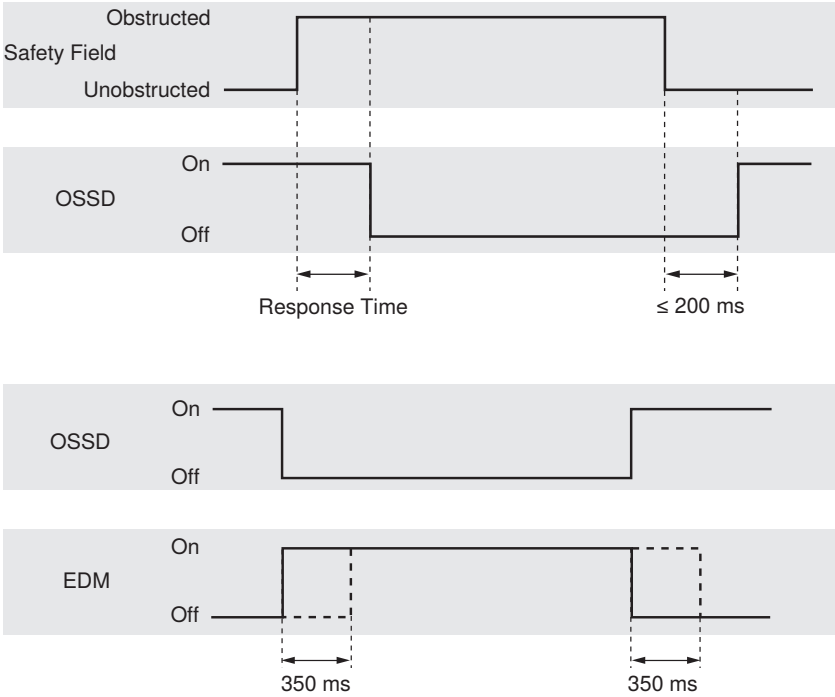 Obstructed
Safety Field
Unobstructed
On
OSSD
Off
Response Time
≤ 200 ms
On
OSSD
Off
On
EDM
Off
350 ms
350 ms